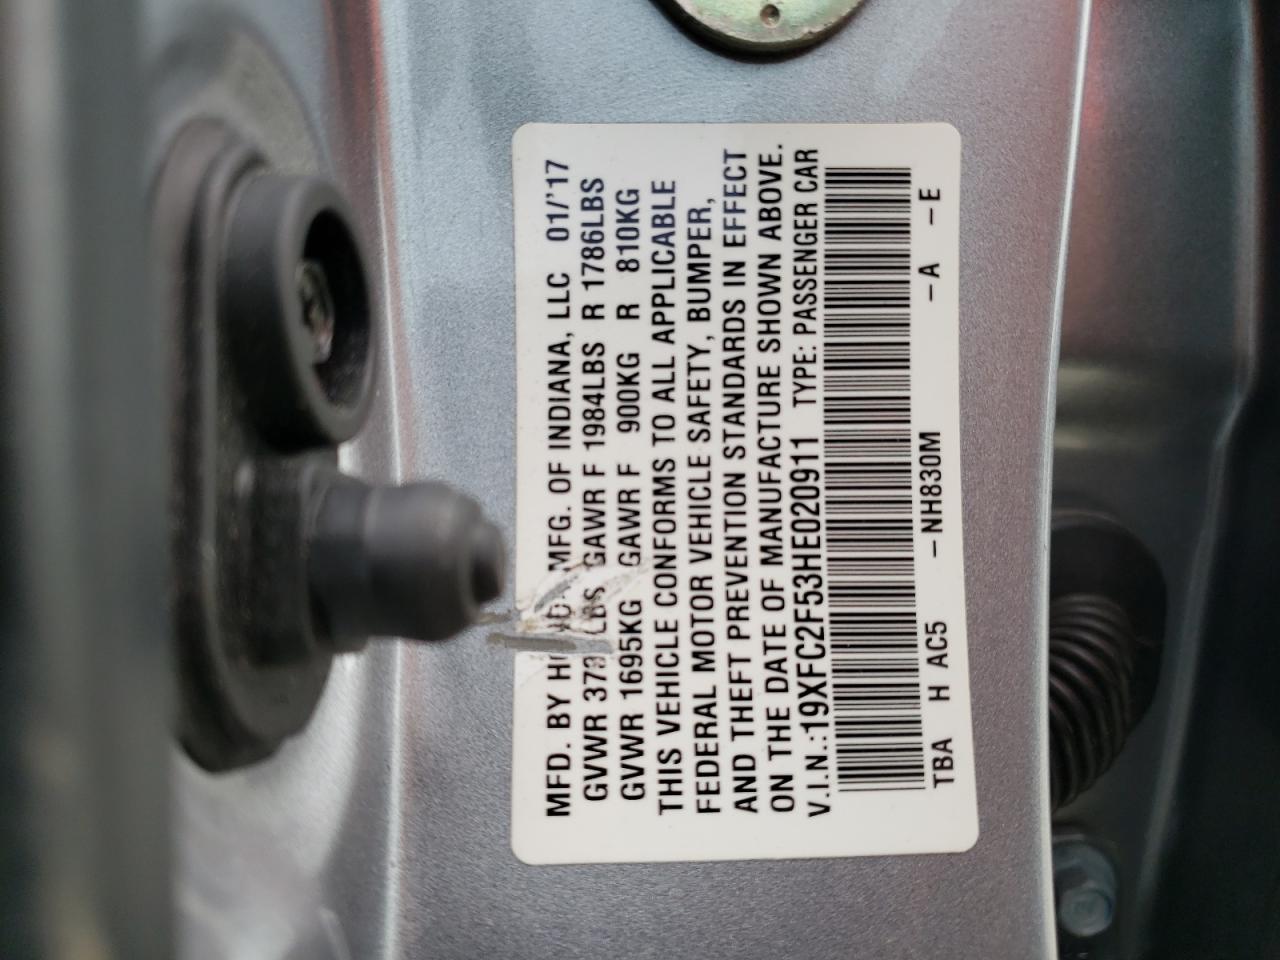 MFD. BY MFG. OF INDIANA, LLC 01/'17
GVWR LBS GAWR F 1984LBS R 1786LBS
GVWR 1695KG GAWR F 900KG R 810KG
THIS VEHICLE CONFORMS TO ALL APPLICABLE
FEDERAL MOTOR VEHICLE SAFETY, BUMPER,
AND THEFT PREVENTION STANDARDS IN EFFECT
ON THE DATE OF MANUFACTURE SHOWN ABOVE.
V.I.N.:19XFC2F53HE020911 TYPE: PASSENGER CAR
TBA H AC5 -NH830M -A -E